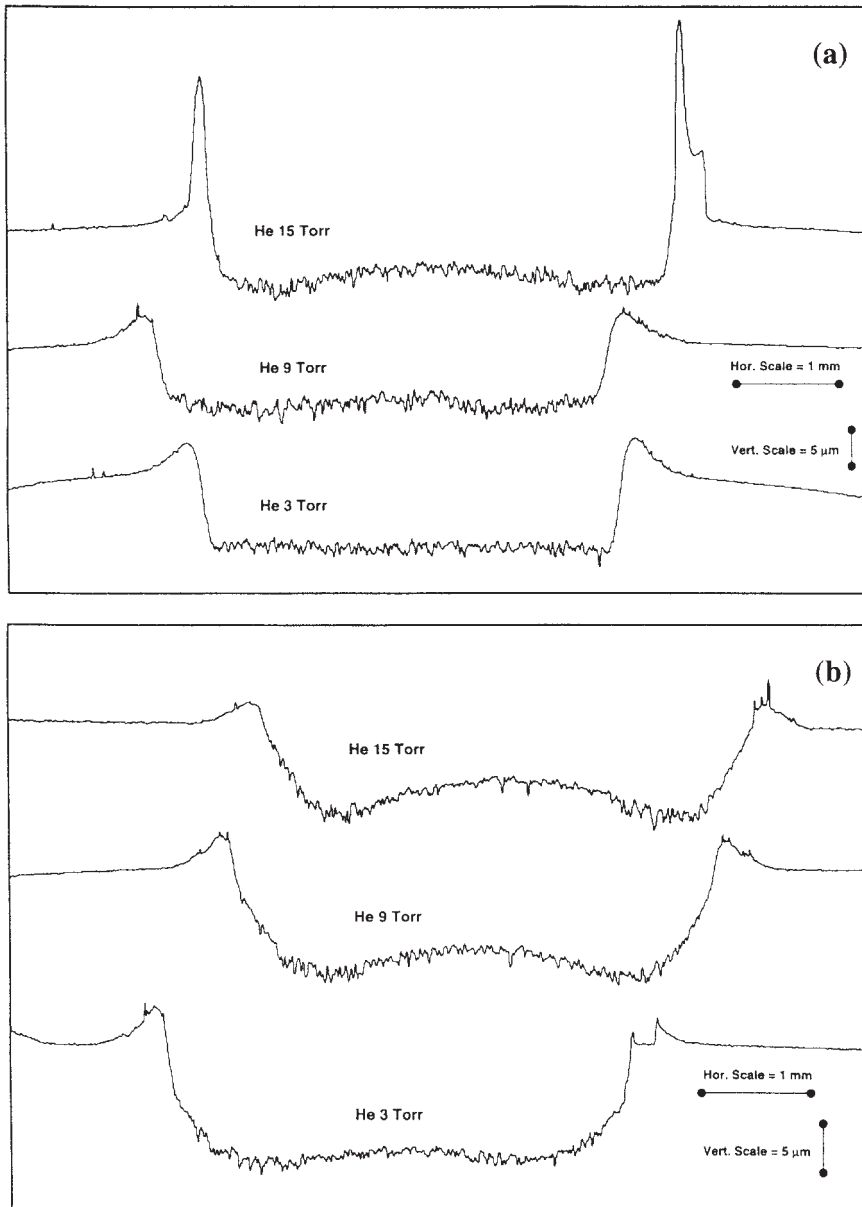 (a)
He 15 Torr
He 9 Torr
Hor. Scale = 1 mm
Vert. Scale = 5 µm
He 3 Torr
(b)
He 15 Torr
He 9 Torr
Hor. Scale = 1 mm
He 3 Torr
Vert. Scale = 5 µm